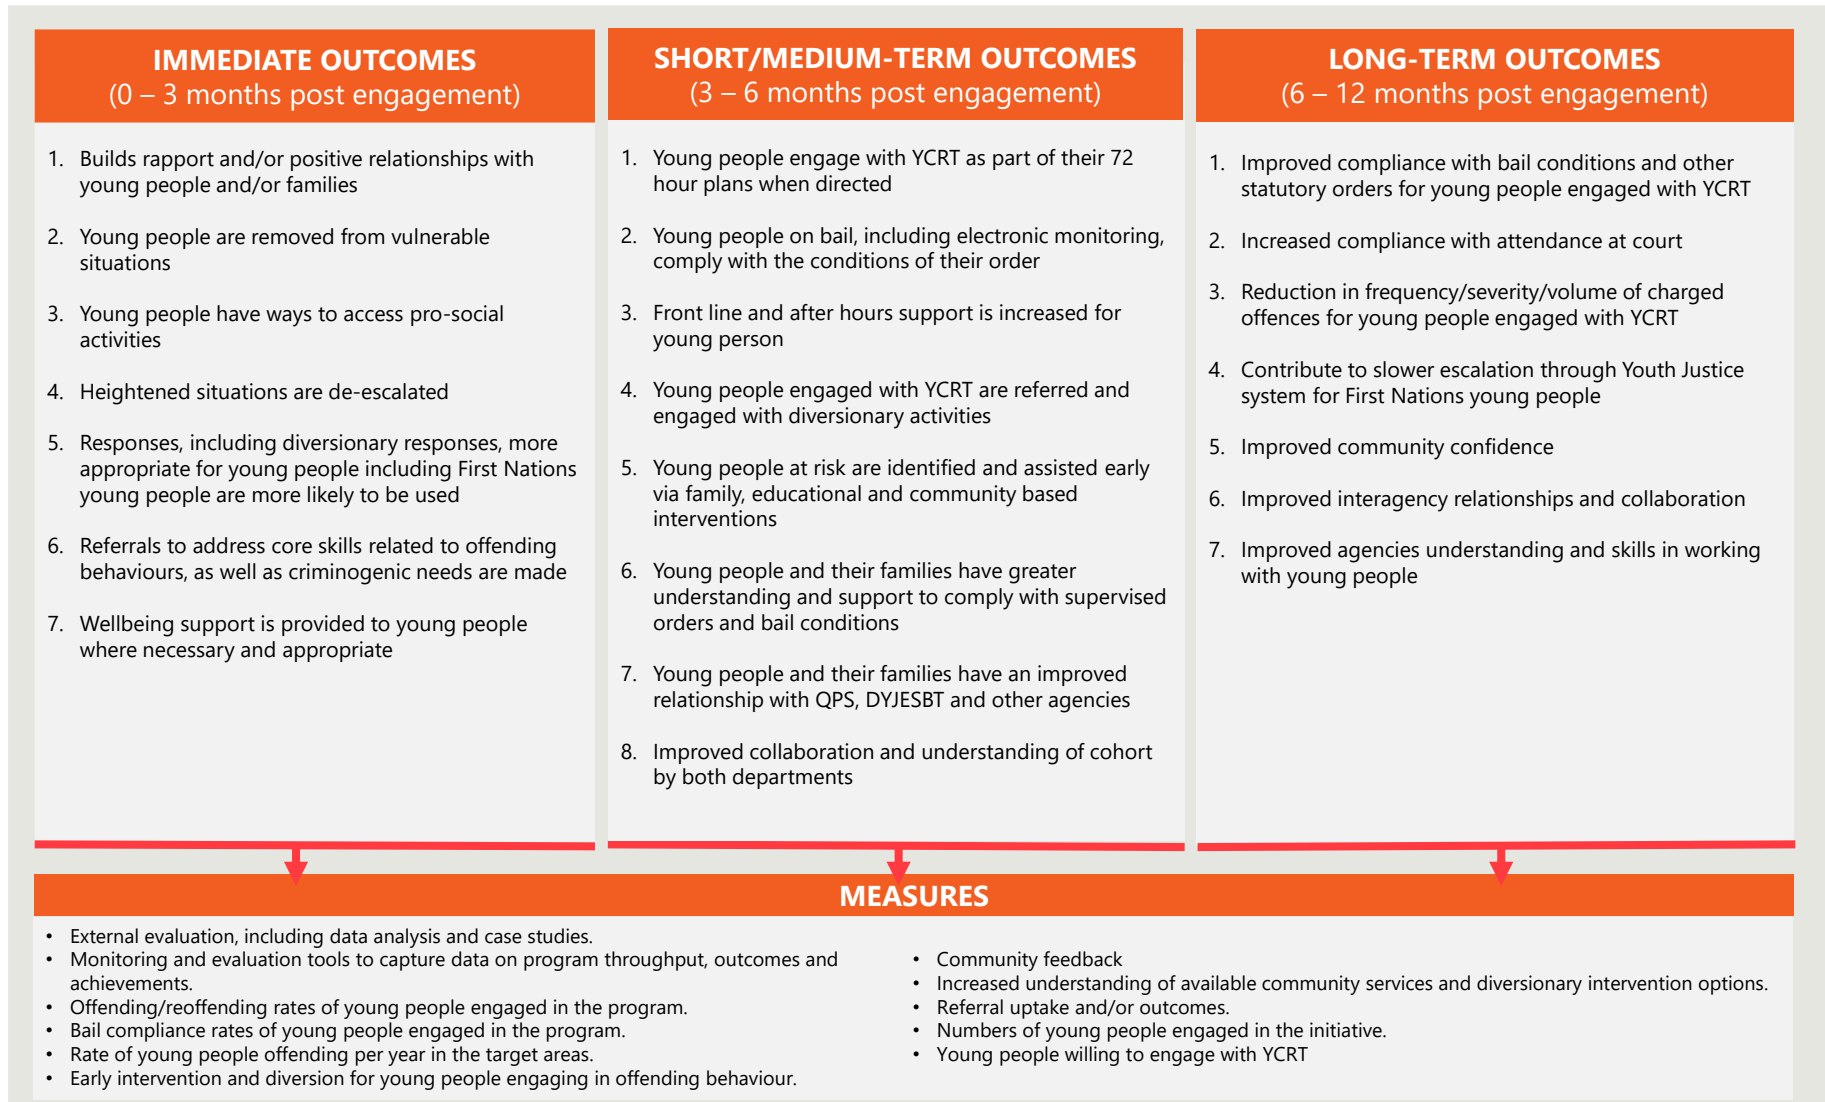 IMMEDIATE OUTCOMES
(0 – 3 months post engagement)
1. Builds rapport and/or positive relationships with
young people and/or families
2. Young people are removed from vulnerable
situations
3. Young people have ways to access pro-social
activities
4. Heightened situations are de-escalated
5. Responses, including diversionary responses, more
appropriate for young people including First Nations
young people are more likely to be used
6. Referrals to address core skills related to offending
behaviours, as well as criminogenic needs are made
7. Wellbeing support is provided to young people
where necessary and appropriate
SHORT/MEDIUM-TERM OUTCOMES
(3 – 6 months post engagement)
1. Young people engage with YCRT as part of their 72
hour plans when directed
2. Young people on bail, including electronic monitoring,
comply with the conditions of their order
3. Front line and after hours support is increased for
young person
4. Young people engaged with YCRT are referred and
engaged with diversionary activities
5. Young people at risk are identified and assisted early
via family, educational and community based
interventions
6. Young people and their families have greater
understanding and support to comply with supervised
orders and bail conditions
7. Young people and their families have an improved
relationship with QPS, DYJESBT and other agencies
8. Improved collaboration and understanding of cohort
by both departments
LONG-TERM OUTCOMES
(6 – 12 months post engagement)
1. Improved compliance with bail conditions and other
statutory orders for young people engaged with YCRT
2. Increased compliance with attendance at court
3. Reduction in frequency/severity/volume of charged
offences for young people engaged with YCRT
4. Contribute to slower escalation through Youth Justice
system for First Nations young people
5. Improved community confidence
6. Improved interagency relationships and collaboration
7. Improved agencies understanding and skills in working
with young people
MEASURES
• External evaluation, including data analysis and case studies.
• Monitoring and evaluation tools to capture data on program throughput, outcomes and
achievements.
• Offending/reoffending rates of young people engaged in the program.
• Bail compliance rates of young people engaged in the program.
• Rate of young people offending per year in the target areas.
• Early intervention and diversion for young people engaging in offending behaviour.
• Community feedback
• Increased understanding of available community services and diversionary intervention options.
• Referral uptake and/or outcomes.
• Numbers of young people engaged in the initiative.
• Young people willing to engage with YCRT